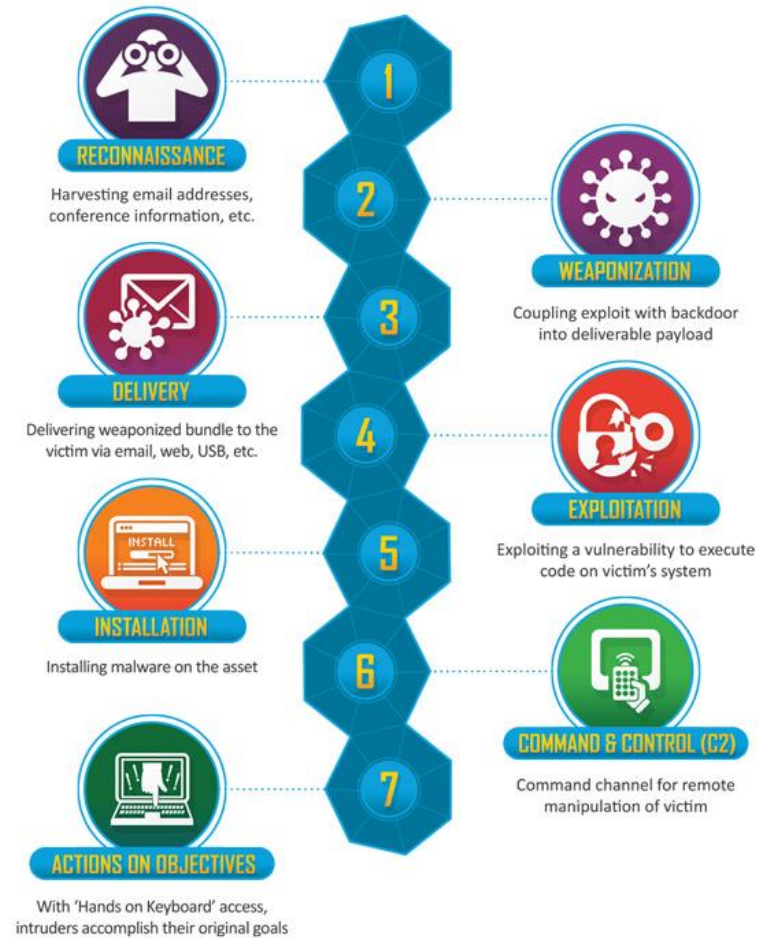 1
RECONNAISSANCE
Harvesting email addresses,
conference information, etc.
2
WEAPONIZATION
Coupling exploit with backdoor
into deliverable payload
3
DELIVERY
Delivering weaponized bundle to the
victim via email, web, USB, etc.
4
EXPLOITATION
Exploiting a vulnerability to execute
code on victim's system
5
INSTALL
INSTALLATION
Installing malware on the asset
6
COMMAND & CONTROL (C2)
Command channel for remote
manipulation of victim
7
ACTIONS ON OBJECTIVES
With 'Hands on Keyboard' access,
intruders accomplish their original goals